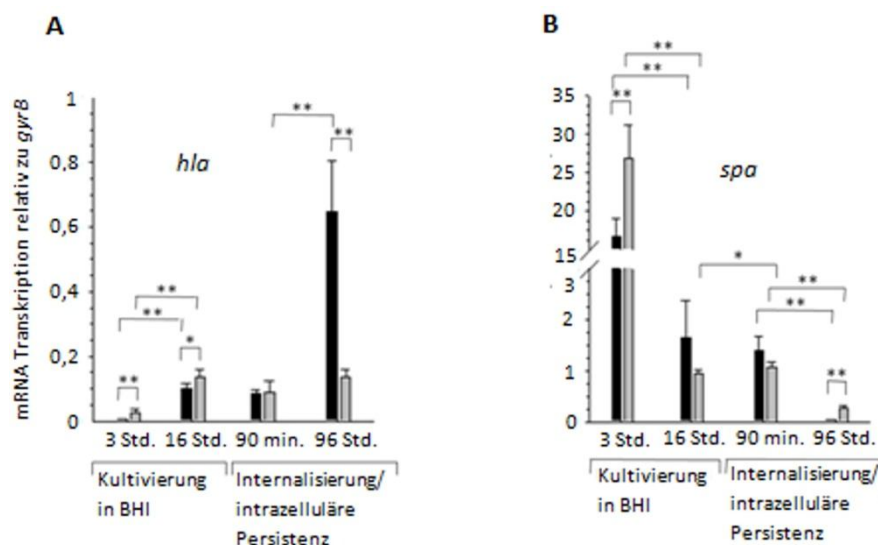 A
mRNA Transkription relativ zu gyrB
1
0,8
0,6
0,4
0,2
0
hla
**
**
**
**
*
**
3 Std. 16 Std. 90 min. 96 Std.
Kultivierung
in BHI
Internalisierung/
intrazelluläre
Persistenz
B
35
30
25
20
15
3
2
1
0
spa
**
**
**
*
**
**
**
3 Std. 16 Std. 90 min. 96 Std.
Kultivierung
in BHI
Internalisierung/
intrazelluläre
Persistenz